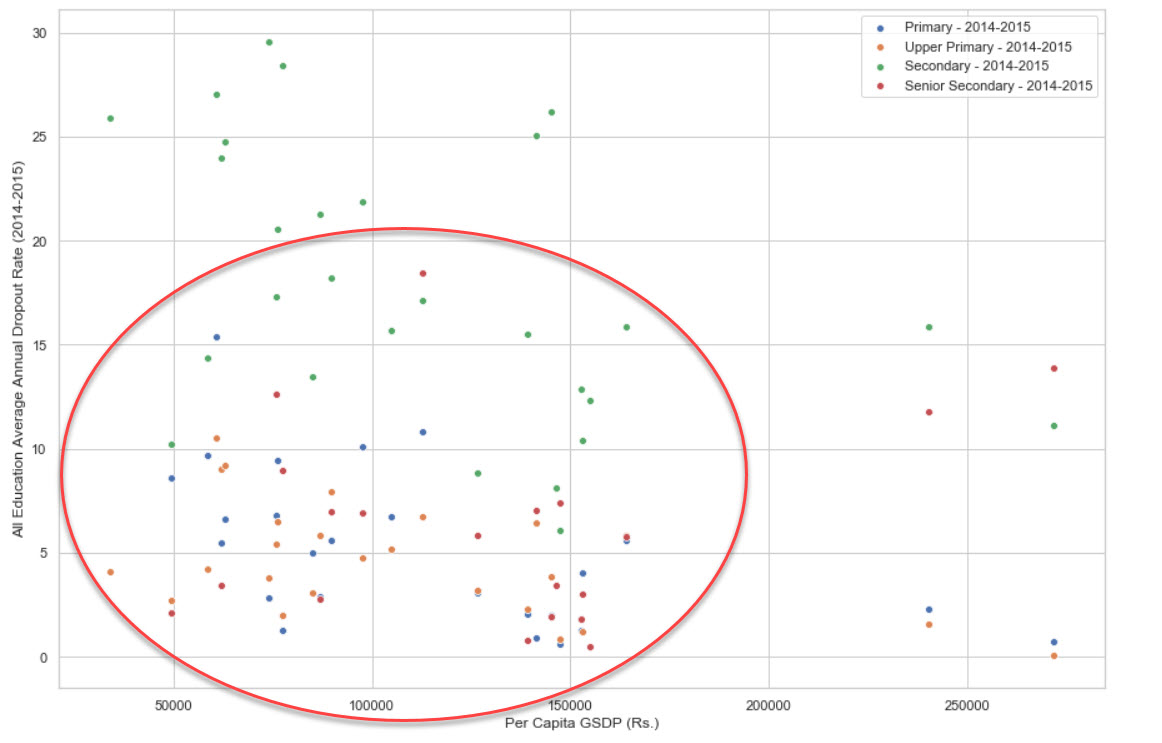 Primary - 2014-2015
Upper Primary - 2014-2015
Secondary - 2014-2015
Senior Secondary - 2014-2015
All Education Average Annual Dropout Rate (2014-2015)
30
25
20
15
10
5
0
50000 100000 150000 200000 250000
Per Capita GSDP (Rs.)